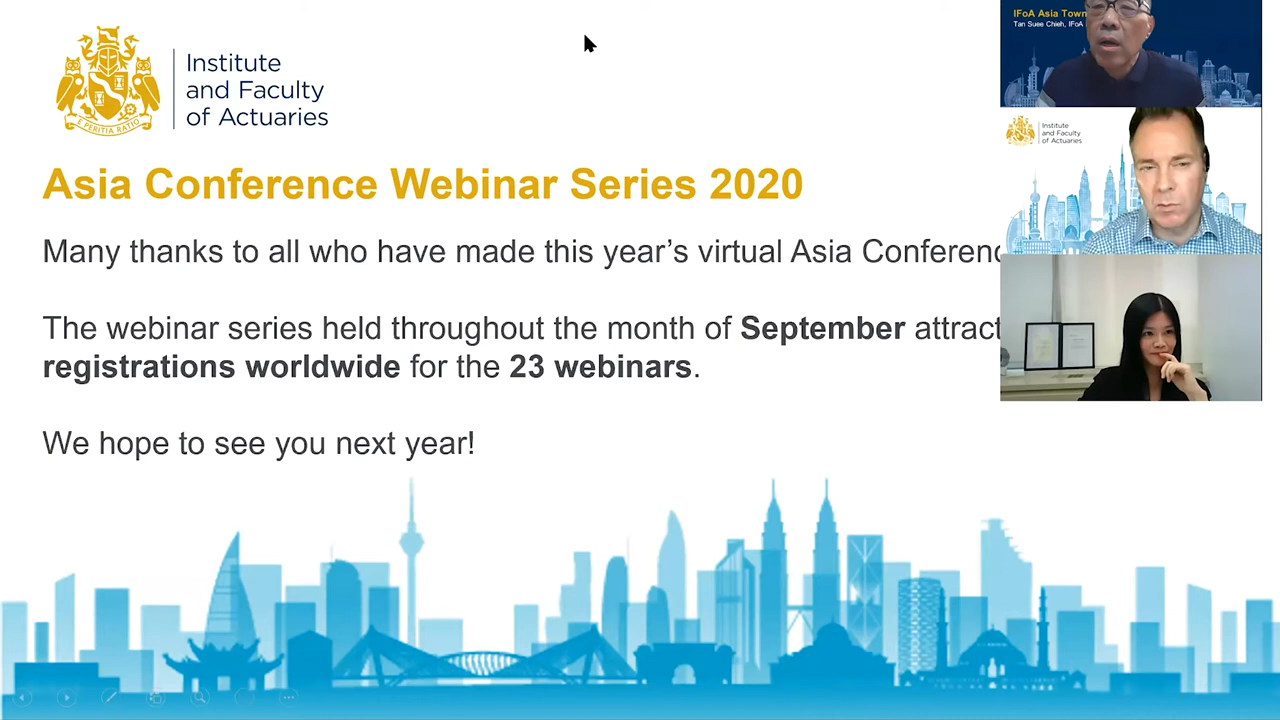 Institute
and Faculty
of Actuaries
E PERITIA RATIO
Asia Conference Webinar Series 2020
Many thanks to all who have made this year’s virtual Asia
The webinar series held throughout the month of September
registrations worldwide for the 23 webinars.
We hope to see you next year!
IFoA Asia Town
Tan Suee Chieh, IFoA
Institute
and Faculty
of Actuaries